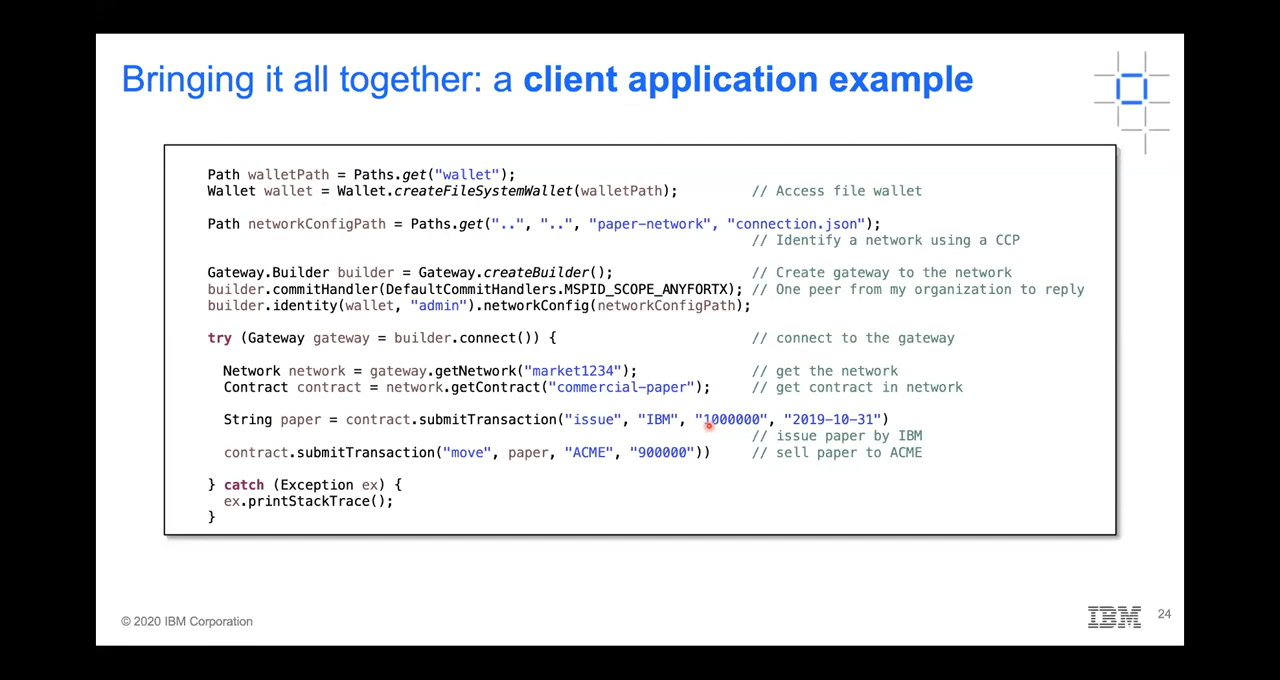 Bringing it all together: a client application example
Path walletPath = Paths.get("wallet");
Wallet wallet = Wallet.createFileSystemWallet(walletPath); // Access file wallet
Path networkConfigPath = Paths.get("..", "..", "paper-network", "connection.json");
// Identify a network using a CCP
Gateway.Builder builder = Gateway.createBuilder(); // Create gateway to the network
builder.commitHandler(DefaultCommitHandlers.MSPID_SCOPE_ANYFORTX); // One peer from my organization to reply
builder.identity(wallet, "admin").networkConfig(networkConfigPath);
try (Gateway gateway = builder.connect()) { // connect to the gateway
Network network = gateway.getNetwork("market1234"); // get the network
Contract contract = network.getContract("commercial-paper"); // get contract in network
String paper = contract.submitTransaction("issue", "IBM", "1000000", "2019-10-31")
// issue paper by IBM
contract.submitTransaction("move", paper, "ACME", "900000")) // sell paper to ACME
} catch (Exception ex) {
ex.printStackTrace();
}
© 2020 IBM Corporation
IBM
24